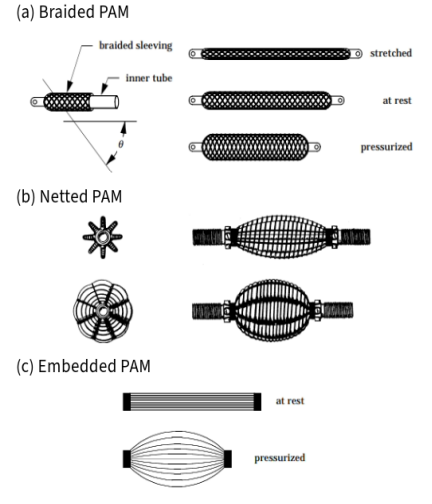 (a) Braided PAM
braided sleeving
inner tube
θ
stretched
at rest
pressurized
(b) Netted PAM
(c) Embedded PAM
at rest
pressurized